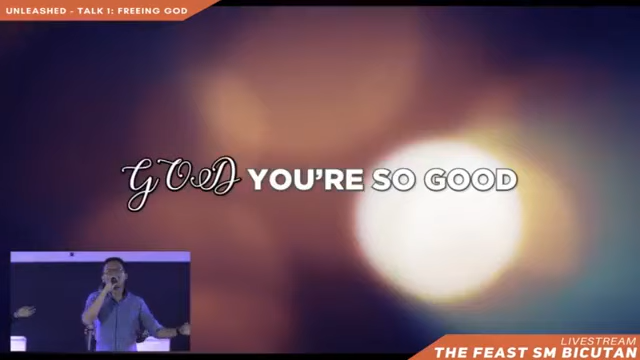 UNLEASHED - TALK 1: FREEING GOD
GOD YOU'RE SO GOOD
LIVESTREAM
THE FEAST SM BICUTAN